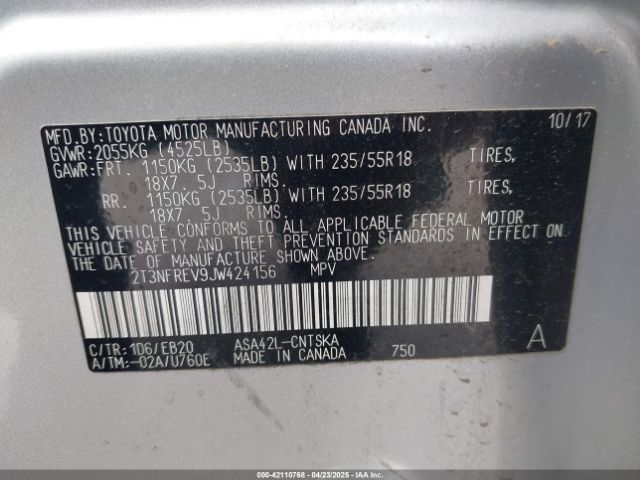 MFD.BY:TOYOTA MOTOR MANUFACTURING CANADA INC. 10/17
GVWR:2055KG (4525LB)
GAWR:FRT. 1150KG (2535LB) WITH 235/55R18 TIRES,
18X7.5J RIMS.
RR. 1150KG (2535LB) WITH 235/55R18 TIRES,
18X7.5J RIMS.
THIS VEHICLE CONFORMS TO ALL APPLICABLE FEDERAL MOTOR
VEHICLE SAFETY AND THEFT PREVENTION STANDARDS IN EFFECT ON
THE DATE OF MANUFACTURE SHOWN ABOVE.
2T3NFREV9JW424156 MPV
C/TR:1D6/EB20 ASA42L-CNTSKA A
A/TM:-02A/U760E MADE IN CANADA 750
000-42110768 - 04/23/2025 - IAAI.COM